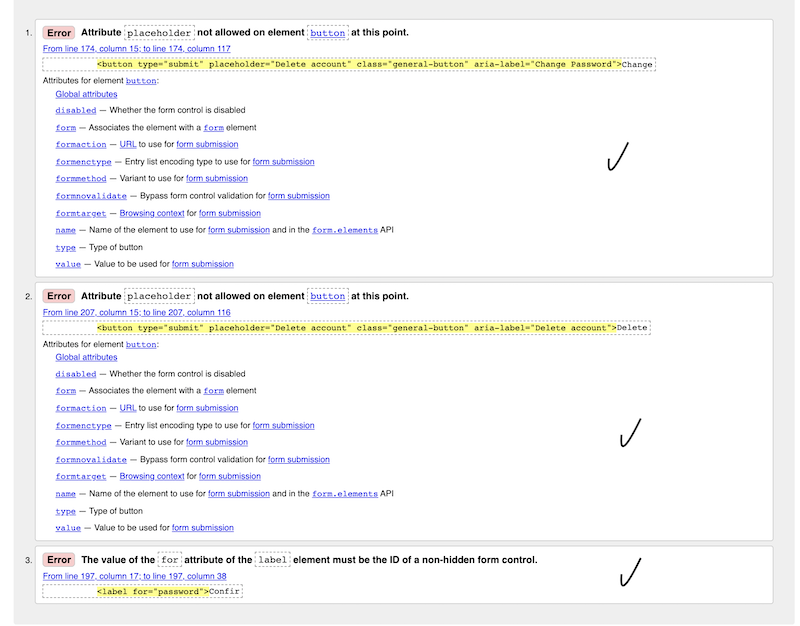 1. Error Attribute placeholder not allowed on element button at this point.
From line 174, column 15; to line 174, column 117
<button type="submit" placeholder="Delete account" class="general-button" aria-label="Change Password">Change
Attributes for element button:
Global attributes
disabled — Whether the form control is disabled
form — Associates the element with a form element
formaction — URL to use for form submission
formenctype — Entry list encoding type to use for form submission
formmethod — Variant to use for form submission
formnovalidate — Bypass form control validation for form submission
formtarget — Browsing context for form submission
name — Name of the element to use for form submission and in the form.elements API
type — Type of button
value — Value to be used for form submission
2. Error Attribute placeholder not allowed on element button at this point.
From line 207, column 15; to line 207, column 116
<button type="submit" placeholder="Delete account" class="general-button" aria-label="Delete account">Delete
Attributes for element button:
Global attributes
disabled — Whether the form control is disabled
form — Associates the element with a form element
formaction — URL to use for form submission
formenctype — Entry list encoding type to use for form submission
formmethod — Variant to use for form submission
formnovalidate — Bypass form control validation for form submission
formtarget — Browsing context for form submission
name — Name of the element to use for form submission and in the form.elements API
type — Type of button
value — Value to be used for form submission
3. Error The value of the for attribute of the label element must be the ID of a non-hidden form control.
From line 197, column 17; to line 197, column 38
<label for="password">Confir